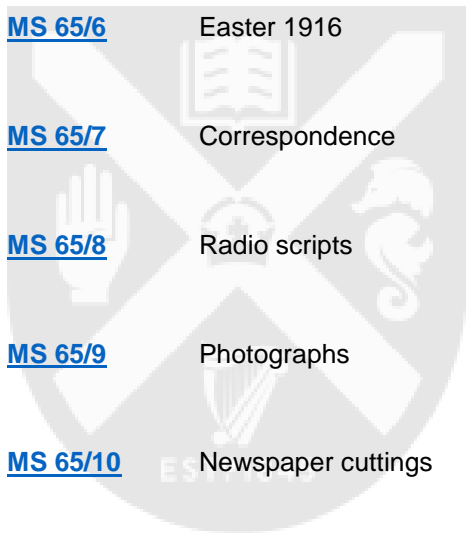 MS 65/6 Easter 1916
MS 65/7 Correspondence
MS 65/8 Radio scripts
MS 65/9 Photographs
MS 65/10 Newspaper cuttings